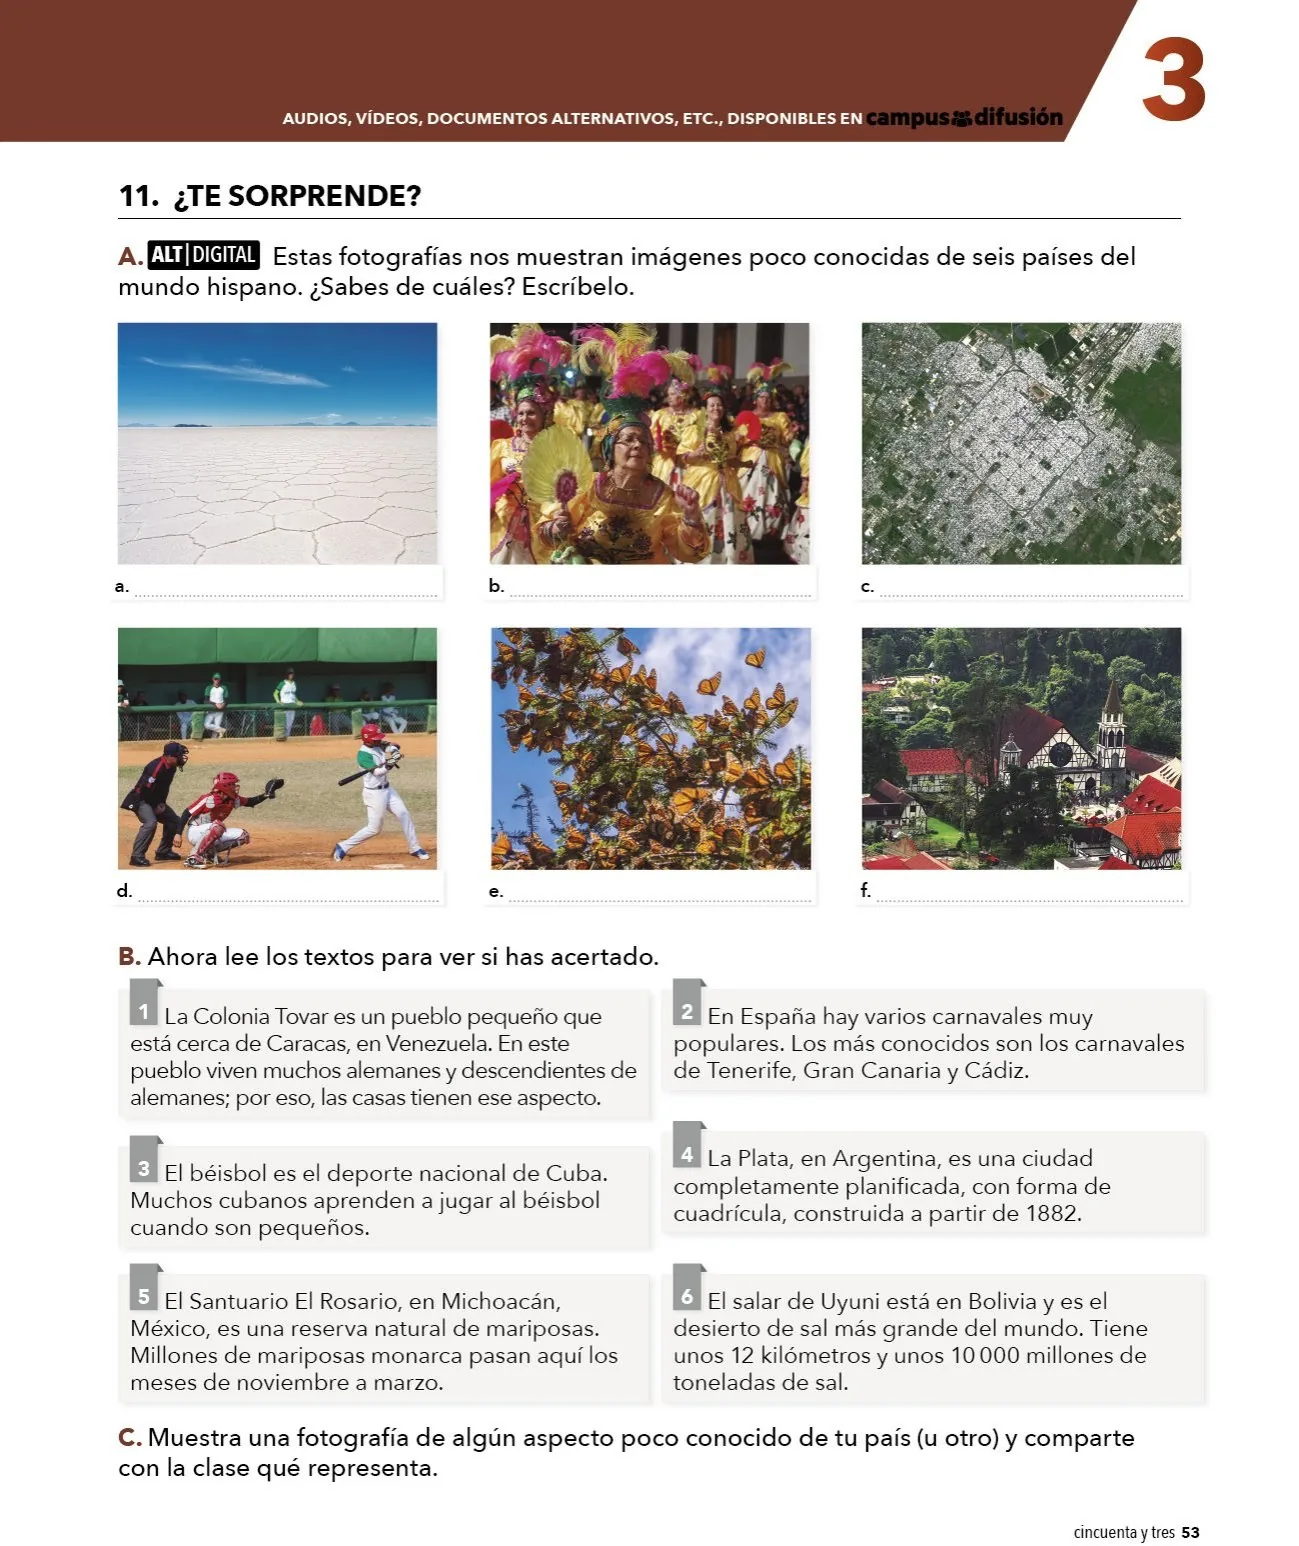 AUDIOS, VÍDEOS, DOCUMENTOS ALTERNATIVOS, ETC., DISPONIBLES EN campus difusión
3
11. ¿TE SORPRENDE?
A. ALT|DIGITAL Estas fotografías nos muestran imágenes poco conocidas de seis países del
mundo hispano. ¿Sabes de cuáles? Escríbelo.
a.
b.
c.
d.
e.
f.
B. Ahora lee los textos para ver si has acertado.
1 La Colonia Tovar es un pueblo pequeño que
está cerca de Caracas, en Venezuela. En este
pueblo viven muchos alemanes y descendientes de
alemanes; por eso, las casas tienen ese aspecto.
2 En España hay varios carnavales muy
populares. Los más conocidos son los carnavales
de Tenerife, Gran Canaria y Cádiz.
3 El béisbol es el deporte nacional de Cuba.
Muchos cubanos aprenden a jugar al béisbol
cuando son pequeños.
4 La Plata, en Argentina, es una ciudad
completamente planificada, con forma de
cuadrícula, construida a partir de 1882.
5 El Santuario El Rosario, en Michoacán,
México, es una reserva natural de mariposas.
Millones de mariposas monarca pasan aquí los
meses de noviembre a marzo.
6 El salar de Uyuni está en Bolivia y es el
desierto de sal más grande del mundo. Tiene
unos 12 kilómetros y unos 10 000 millones de
toneladas de sal.
C. Muestra una fotografía de algún aspecto poco conocido de tu país (u otro) y comparte
con la clase qué representa.
cincuenta y tres 53